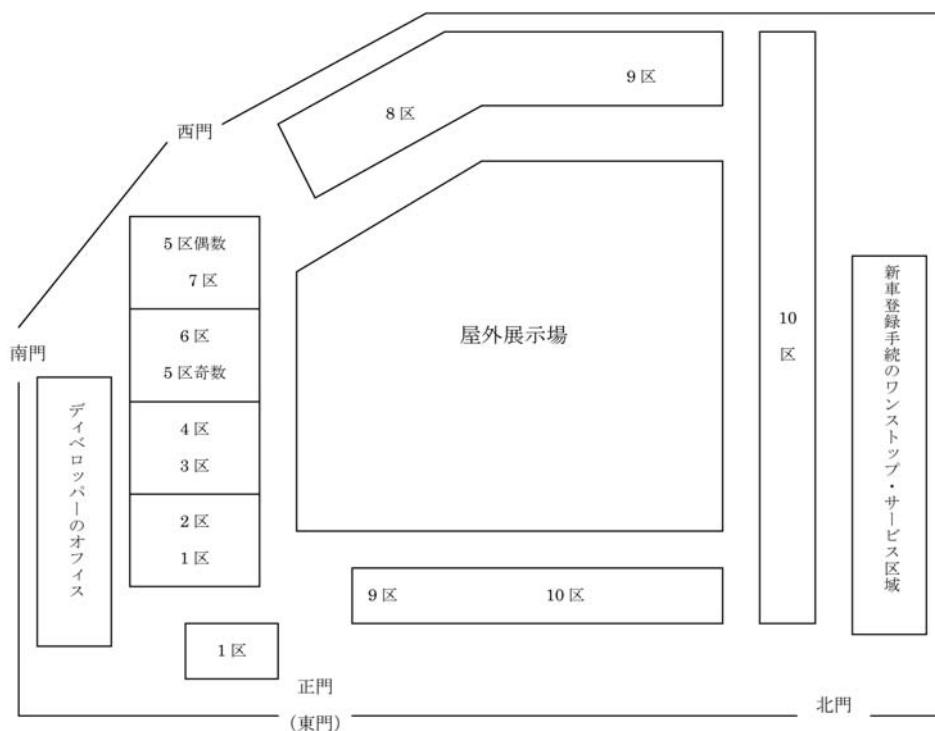 9区
8区
西門
5区偶数
7区
6区
5区奇数
屋外展示場
10
区
新車登録手続のワンストップ・サービス区域
南門
ディベロッパーのオフィス
4区
3区
2区
1区
9区
10区
1区
正門
(東門)
北門